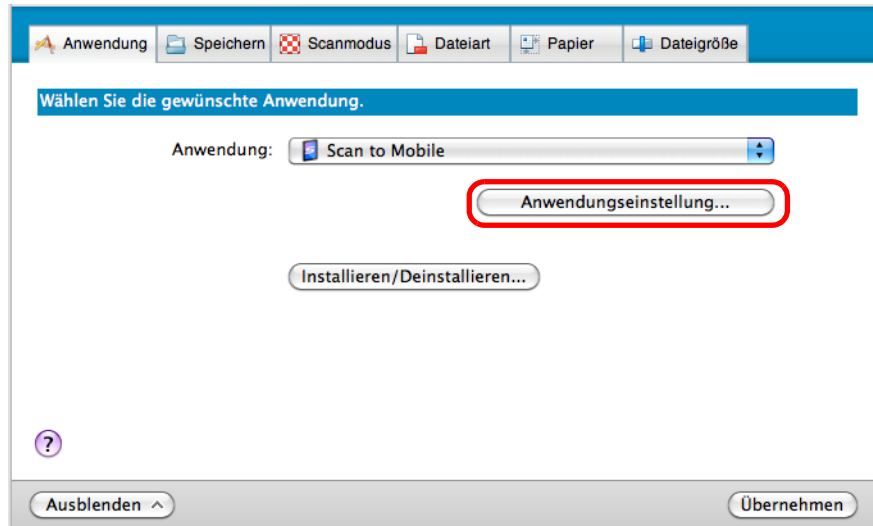 Anwendung Speichern Scanmodus Dateiart Papier Dateigröße
Wählen Sie die gewünschte Anwendung.
Anwendung: Scan to Mobile
Anwendungseinstellung...
Installieren/Deinstallieren...
?
Ausblenden Übernehmen